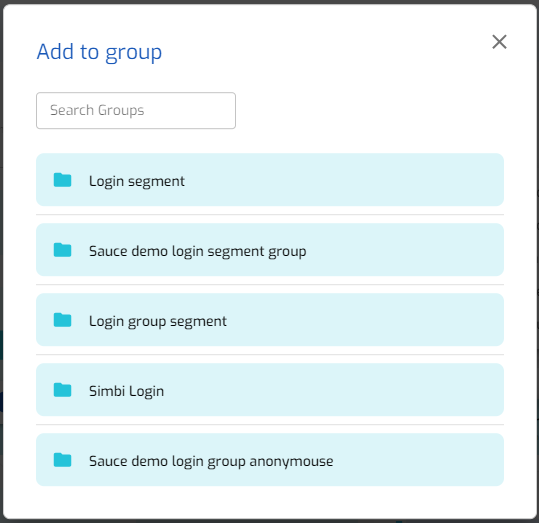 Add to group
Search Groups
Login segment
Sauce demo login segment group
Login group segment
Simbi Login
Sauce demo login group anonymouse